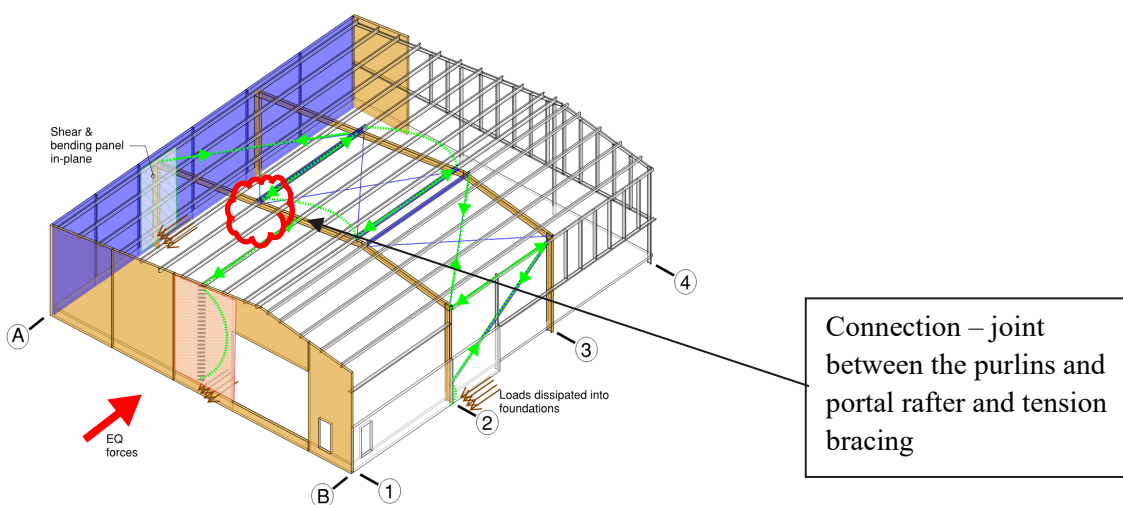 Shear &
bending panel
in-plane
A
4
3
Loads dissipated into
foundations
2
EQ
forces
B
1
Connection – joint
between the purlins and
portal rafter and tension
bracing